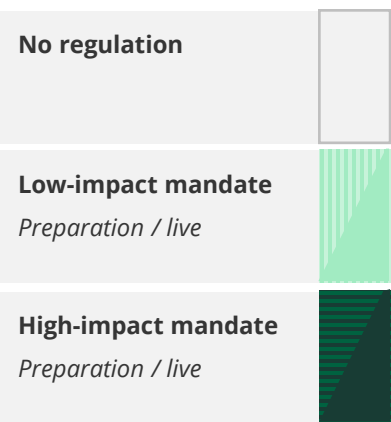 No regulation
Low-impact mandate
Preparation / live
High-impact mandate
Preparation / live